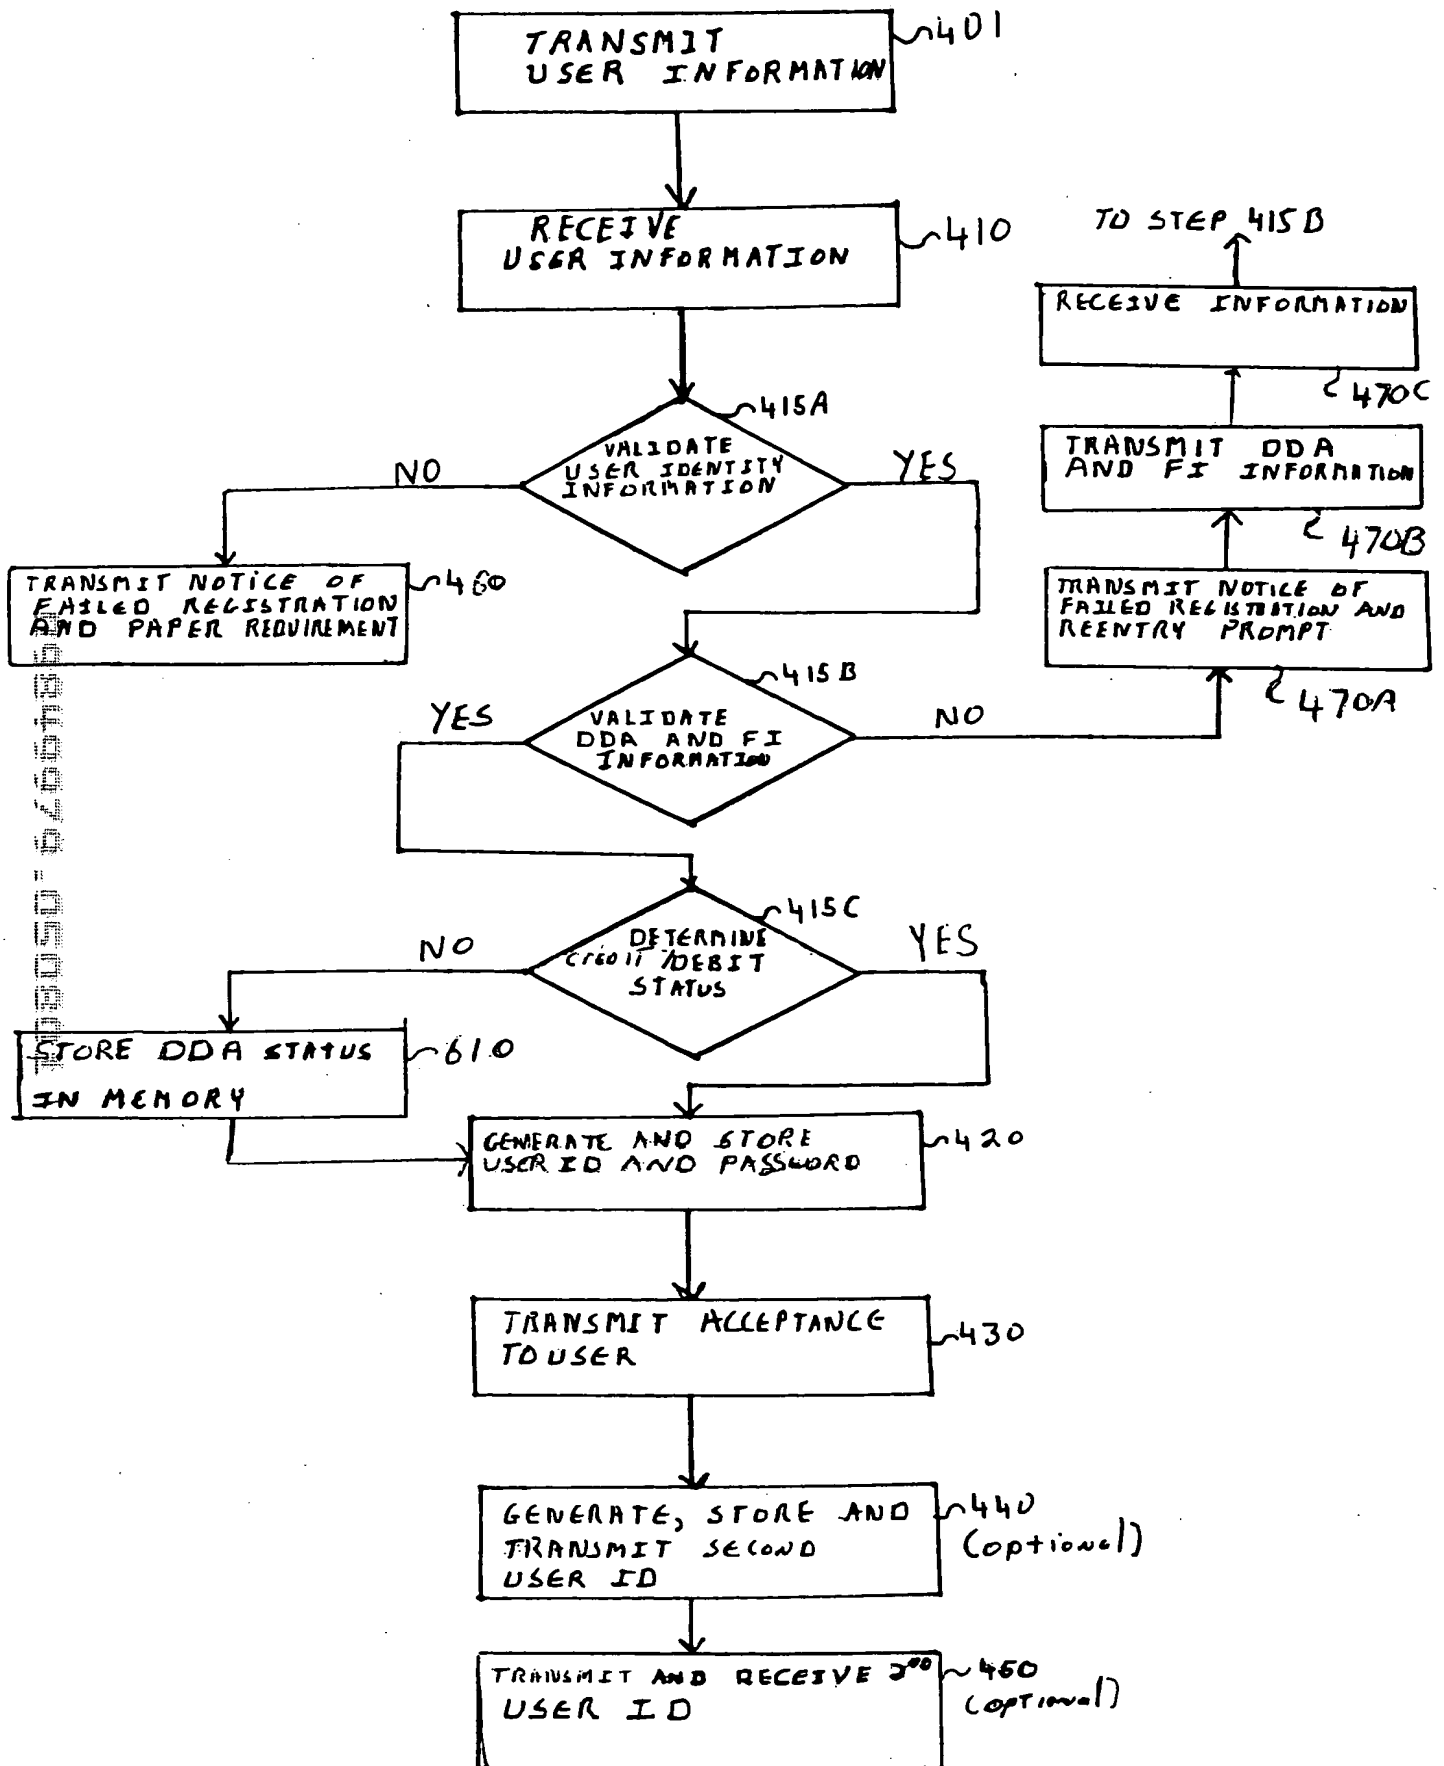 TRANSMIT
USER INFORMATION
401
RECEIVE
USER INFORMATION
410
TO STEP 415B
RECEIVE INFORMATION
470C
TRANSMIT DDA
AND FI INFORMATION
470B
TRANSMIT NOTICE OF
FAILED REGISTRATION AND
REENTRY PROMPT
470A
415A
VALIDATE
USER IDENTITY
INFORMATION
NO
YES
TRANSMIT NOTICE OF
FAILED REGISTRATION
AND PAPER REQUIREMENT
460
415B
VALIDATE
DDA AND FI
INFORMATION
YES
NO
415C
DETERMINE
CREDIT/DEBIT
STATUS
NO
YES
STORE DDA STATUS
IN MEMORY
610
GENERATE AND STORE
USER ID AND PASSWORD
420
TRANSMIT ACCEPTANCE
TO USER
430
GENERATE, STORE AND
TRANSMIT SECOND
USER ID
440
(optional)
TRANSMIT AND RECEIVE 2ND
USER ID
450
(optional)